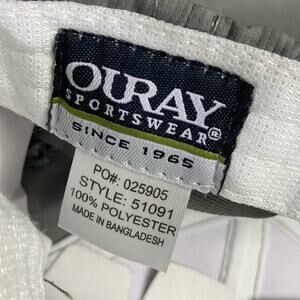 OURAY
SPORTSWEAR®
SINCE 1965
PO#: 025905
STYLE: 51091
100% POLYESTER
MADE IN BANGLADESH